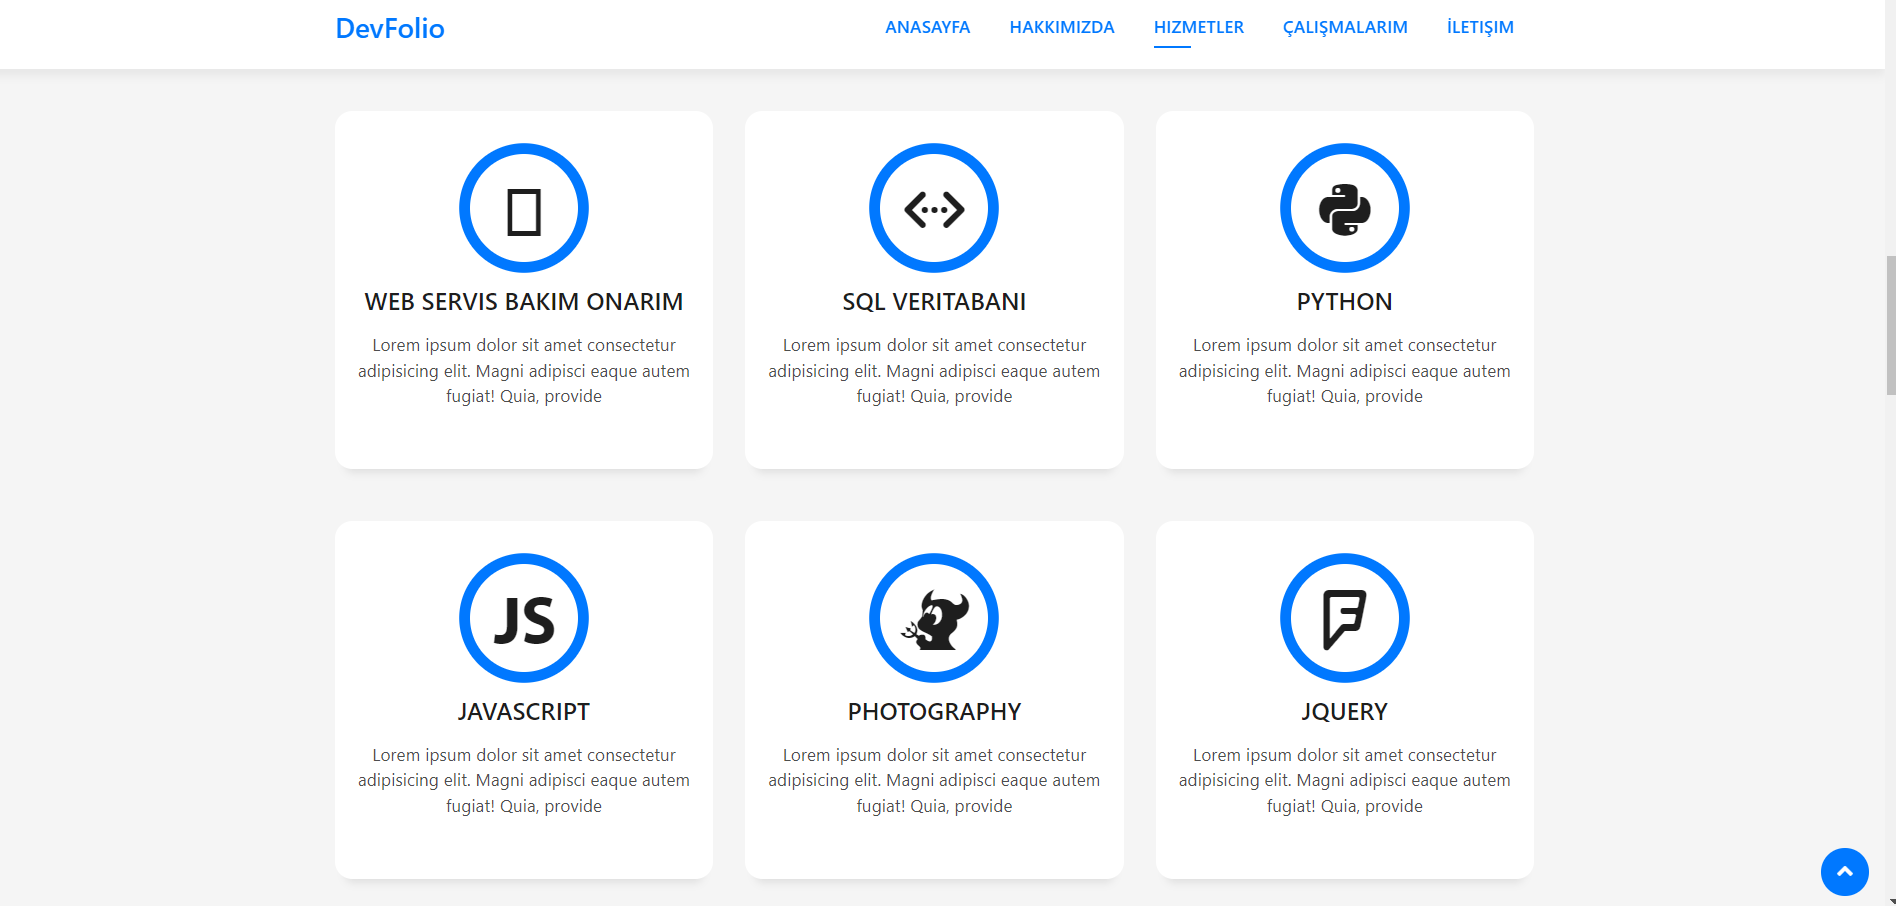 DevFolio
ANASAYFA
HAKKIMIZDA
HIZMETLER
ÇALIŞMALARIM
İLETIŞIM
WEB SERVIS BAKIM ONARIM
Lorem ipsum dolor sit amet consectetur
adipisicing elit. Magni adipisci eaque autem
fugiat! Quia, provide
SQL VERITABANI
Lorem ipsum dolor sit amet consectetur
adipisicing elit. Magni adipisci eaque autem
fugiat! Quia, provide
PYTHON
Lorem ipsum dolor sit amet consectetur
adipisicing elit. Magni adipisci eaque autem
fugiat! Quia, provide
JS
JAVASCRIPT
Lorem ipsum dolor sit amet consectetur
adipisicing elit. Magni adipisci eaque autem
fugiat! Quia, provide
PHOTOGRAPHY
Lorem ipsum dolor sit amet consectetur
adipisicing elit. Magni adipisci eaque autem
fugiat! Quia, provide
JQUERY
Lorem ipsum dolor sit amet consectetur
adipisicing elit. Magni adipisci eaque autem
fugiat! Quia, provide